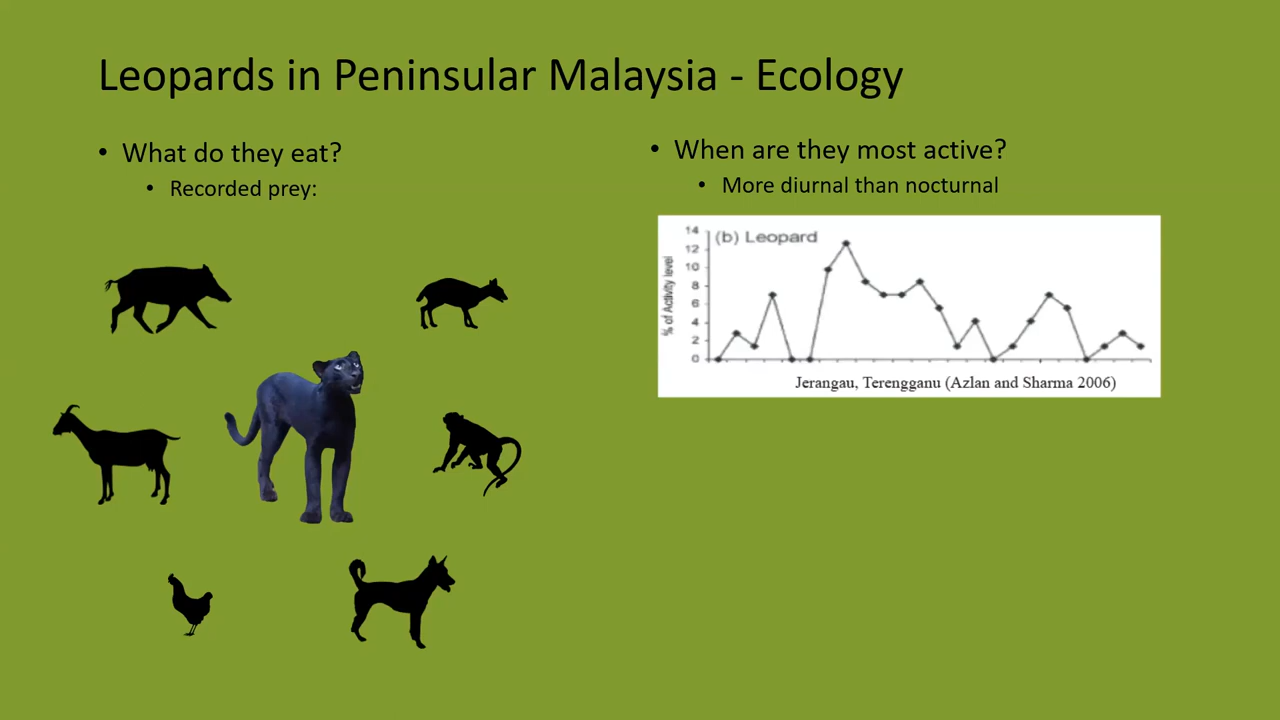 Leopards in Peninsular Malaysia - Ecology
• What do they eat?
• Recorded prey:
• When are they most active?
• More diurnal than nocturnal
(b) Leopard
% of Activity level
14
12
10
8
6
4
2
0
Jerangau, Terengganu (Azlan and Sharma 2006)